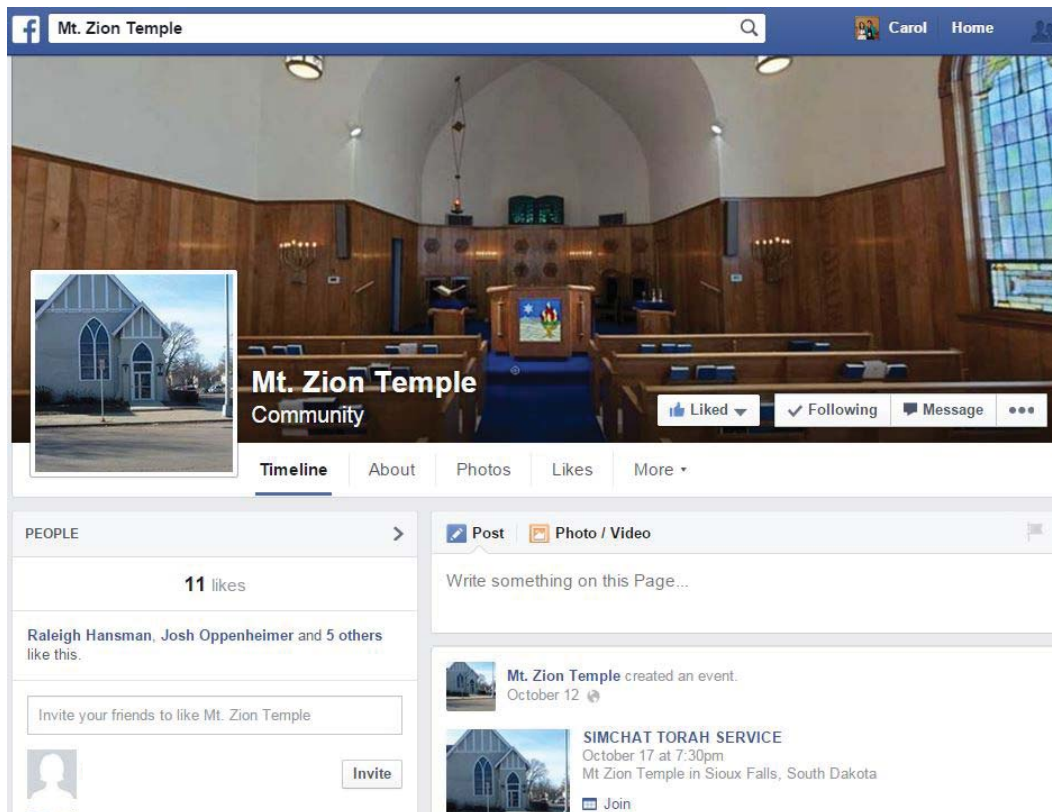 Mt. Zion Temple
Carol Home
Mt. Zion Temple
Community
Liked Following Message
Timeline About Photos Likes More
PEOPLE
11 likes
Raleigh Hansman, Josh Oppenheimer and 5 others
like this.
Invite your friends to like Mt. Zion Temple
Invite
Post Photo / Video
Write something on this Page...
Mt. Zion Temple created an event.
October 12
SIMCHAT TORAH SERVICE
October 17 at 7:30pm
Mt Zion Temple in Sioux Falls, South Dakota
Join